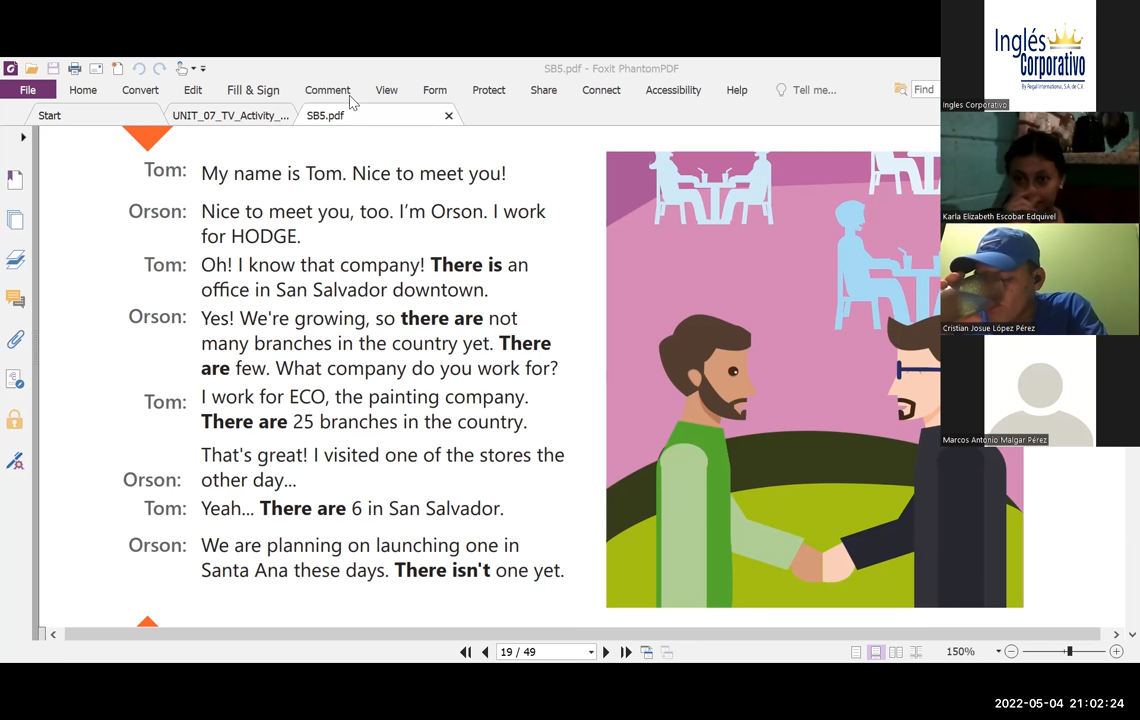 SB5.pdf - Foxit PhantomPDF
File Home Convert Edit Fill & Sign Comment View Form Protect Share Connect Accessibility Help Tell me... Find
Start UNIT_07_TV_Activity_... SB5.pdf
Tom: My name is Tom. Nice to meet you!
Orson: Nice to meet you, too. I'm Orson. I work
for HODGE.
Tom: Oh! I know that company! There is an
office in San Salvador downtown.
Orson: Yes! We're growing, so there are not
many branches in the country yet. There
are few. What company do you work for?
Tom: I work for ECO, the painting company.
There are 25 branches in the country.
That's great! I visited one of the stores the
Orson: other day...
Tom: Yeah... There are 6 in San Salvador.
Orson: We are planning on launching one in
Santa Ana these days. There isn't one yet.
19 / 49
150%
Inglés
Corporativo
By Regal International, S.A. de C.V.
Ingles Corporativo
Karla Elizabeth Escobar Edquivel
Cristian Josue López Pérez
Marcos Antonio Malgar Pérez
2022-05-04 21:02:24